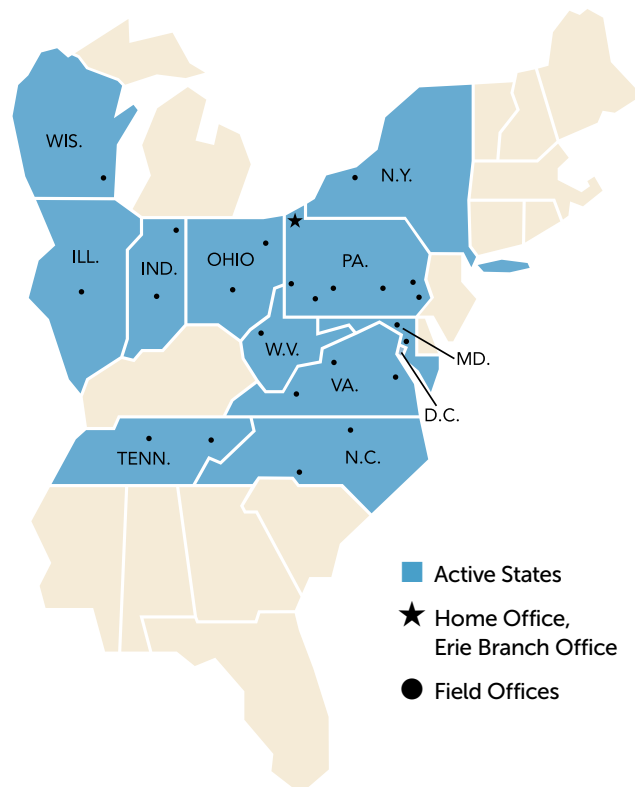 WIS.
N.Y.
ILL.
IND.
OHIO
PA.
W.V.
MD.
VA.
D.C.
TENN.
N.C.
Active States
Home Office,
Erie Branch Office
Field Offices